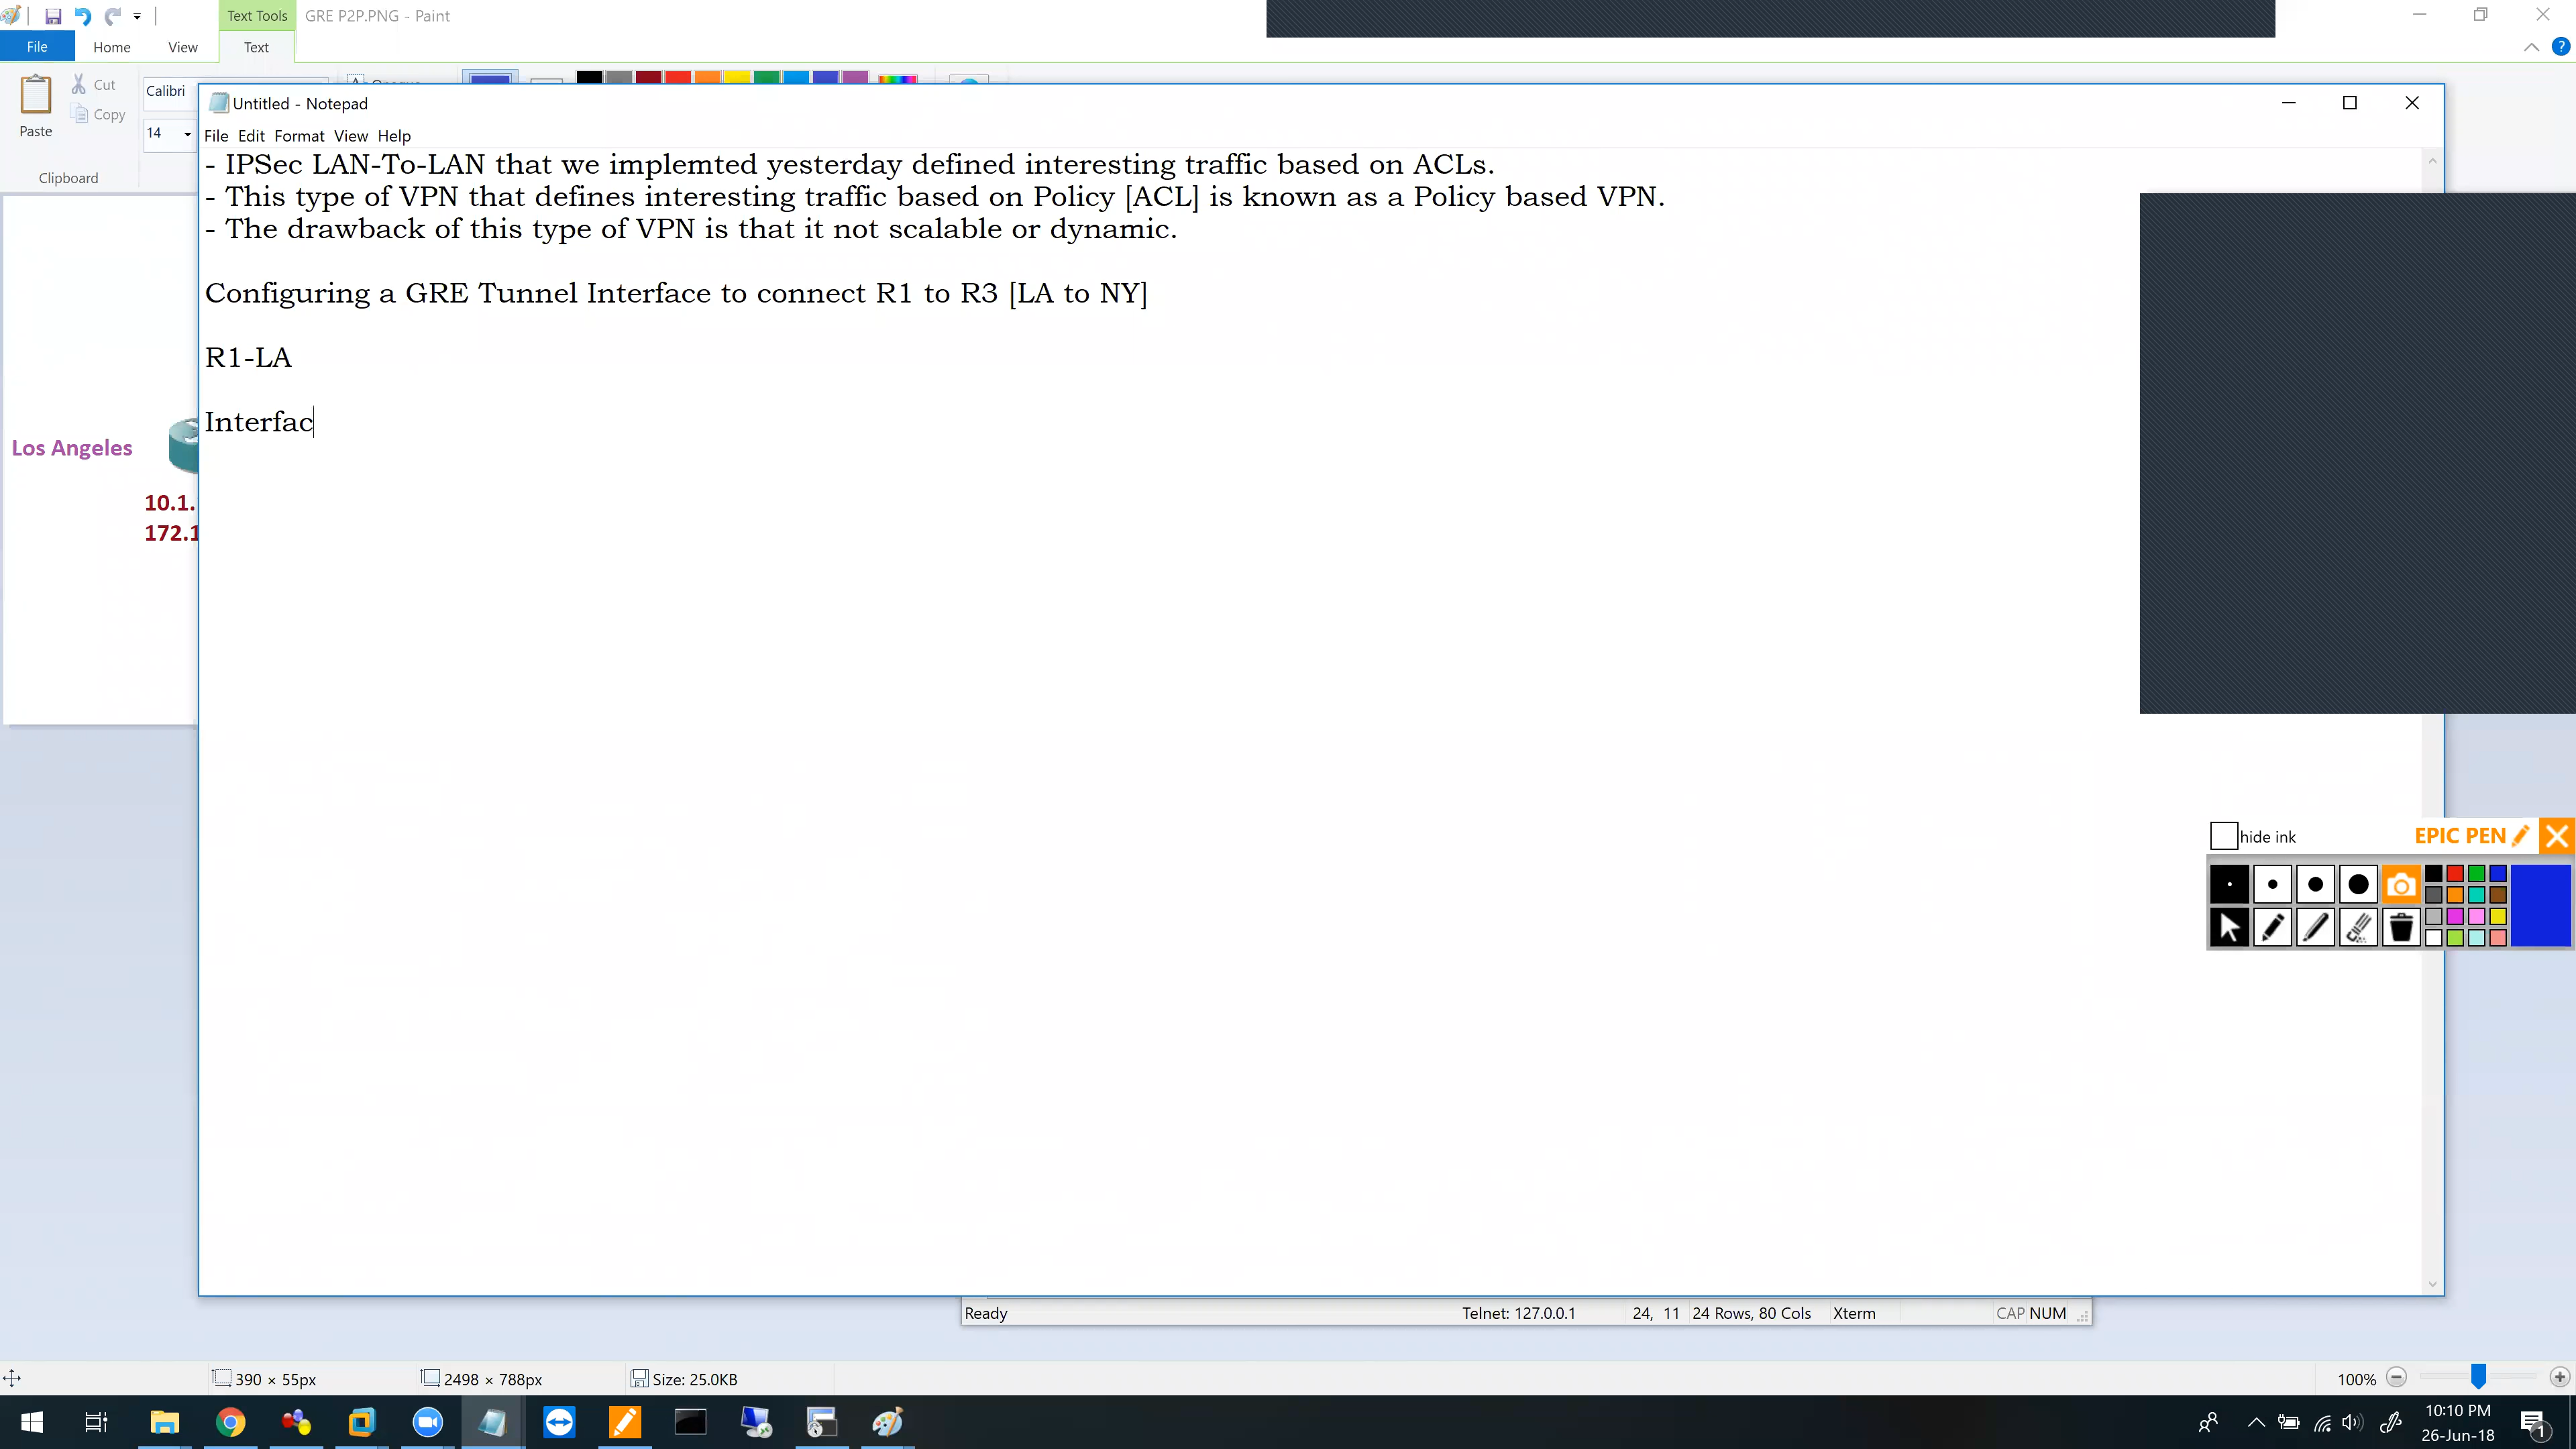 Text Tools
GRE P2P.PNG - Paint
File
Home
View
Text
Paste
Cut
Copy
Calibri
14
Clipboard
Untitled - Notepad
File Edit Format View Help
- IPSec LAN-To-LAN that we implemted yesterday defined interesting traffic based on ACLs.
- This type of VPN that defines interesting traffic based on Policy [ACL] is known as a Policy based VPN.
- The drawback of this type of VPN is that it not scalable or dynamic.
Configuring a GRE Tunnel Interface to connect R1 to R3 [LA to NY]
R1-LA
Interfac
Los Angeles
10.1.
172.1
hide ink
EPIC PEN
Ready
Telnet: 127.0.0.1
24, 11
24 Rows, 80 Cols
Xterm
CAP NUM
390 × 55px
2498 × 788px
Size: 25.0KB
100%
10:10 PM
26-Jun-18
1